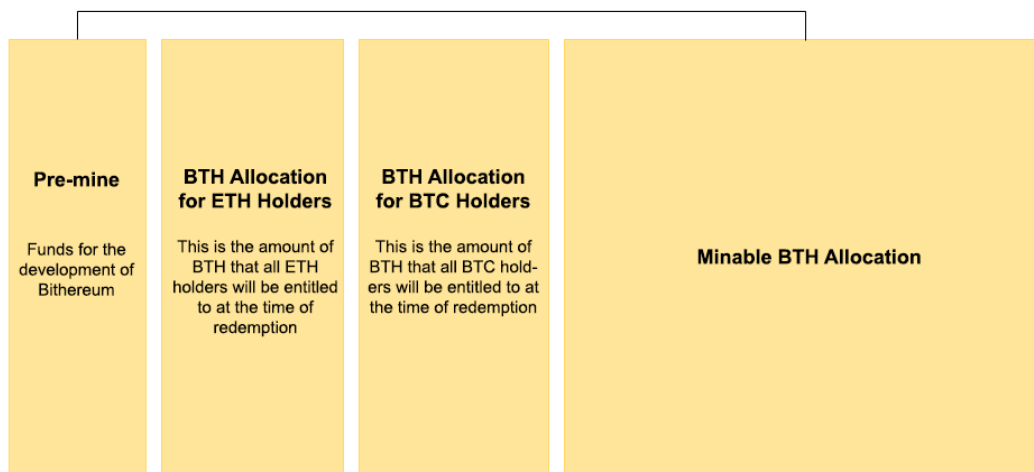 Pre-mine
Funds for the
development of
Bithereum
BTH Allocation
for ETH Holders
This is the amount of
BTH that all ETH
holders will be entitled
to at the time of
redemption
BTH Allocation
for BTC Holders
This is the amount of
BTH that all BTC hold-
ers will be entitled to at
the time of redemption
Minable BTH Allocation